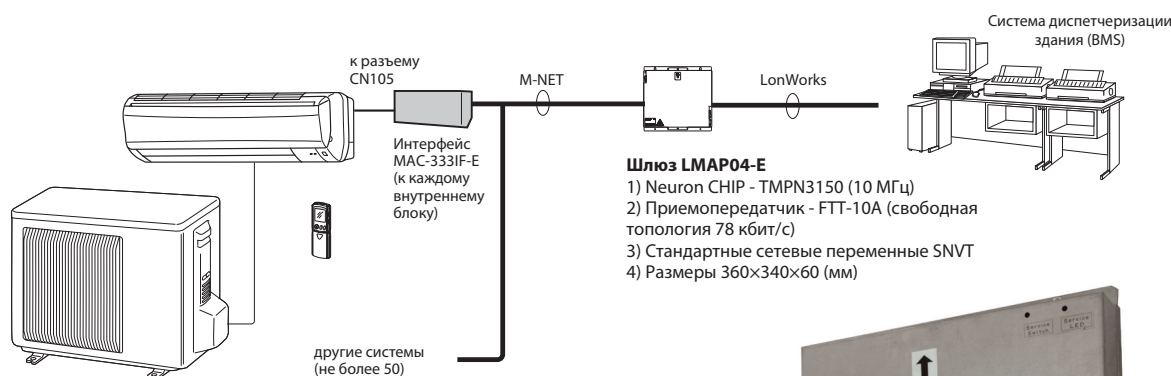 Система диспетчеризации
здания (BMS)
к разъему
CN105
M-NET
LonWorks
Интерфейс
MAC-333IF-E
(к каждому
внутреннему
блоку)
Шлюз LMAP04-E
1) Neuron CHIP - TMPN3150 (10 МГц)
2) Приемопередатчик - FTT-10A (свободная
топология 78 кбит/с)
3) Стандартные сетевые переменные SNVT
4) Размеры 360×340×60 (мм)
другие системы
(не более 50)
Service
Switch
Service
LED